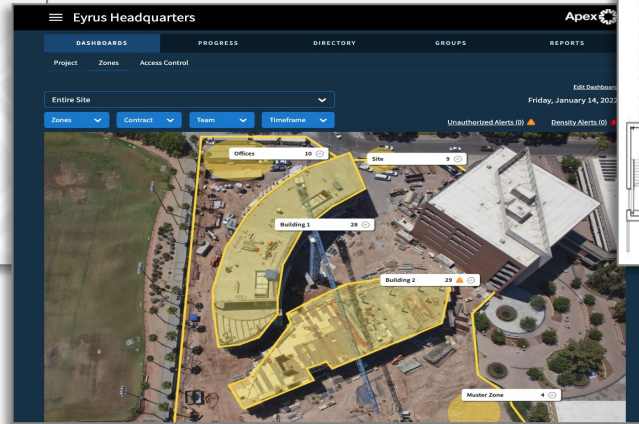 Eyrus Headquarters
Apex
DASHBOARDS PROGRESS DIRECTORY GROUPS REPORTS
Project Zones Access Control
Edit Dashboard
Entire Site
Friday, January 14, 2022
Zones Contract Team Timeframe
Unauthorized Alerts (0) Density Alerts (0)
Offices 10
Site 9
Building 1 28
Building 2 29
Muster Zone 4